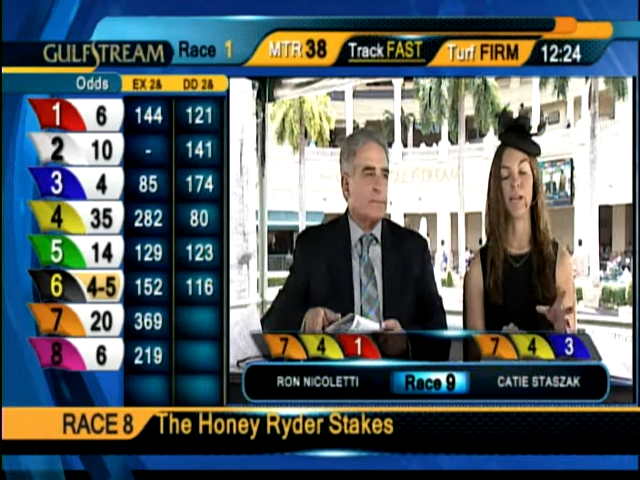 GULFSTREAM Race 1 MTR 38 Track FAST Turf FIRM 12:24
Odds EX 2& DD 2&
1 6 144 121
2 10 - 141
3 4 85 174
4 35 282 80
5 14 129 123
6 4-5 152 116
7 20 369
8 6 219
GULFSTREAM
7 4 1 7 4 3
RON NICOLETTI Race 9 CATIE STASZAK
RACE 8 The Honey Ryder Stakes